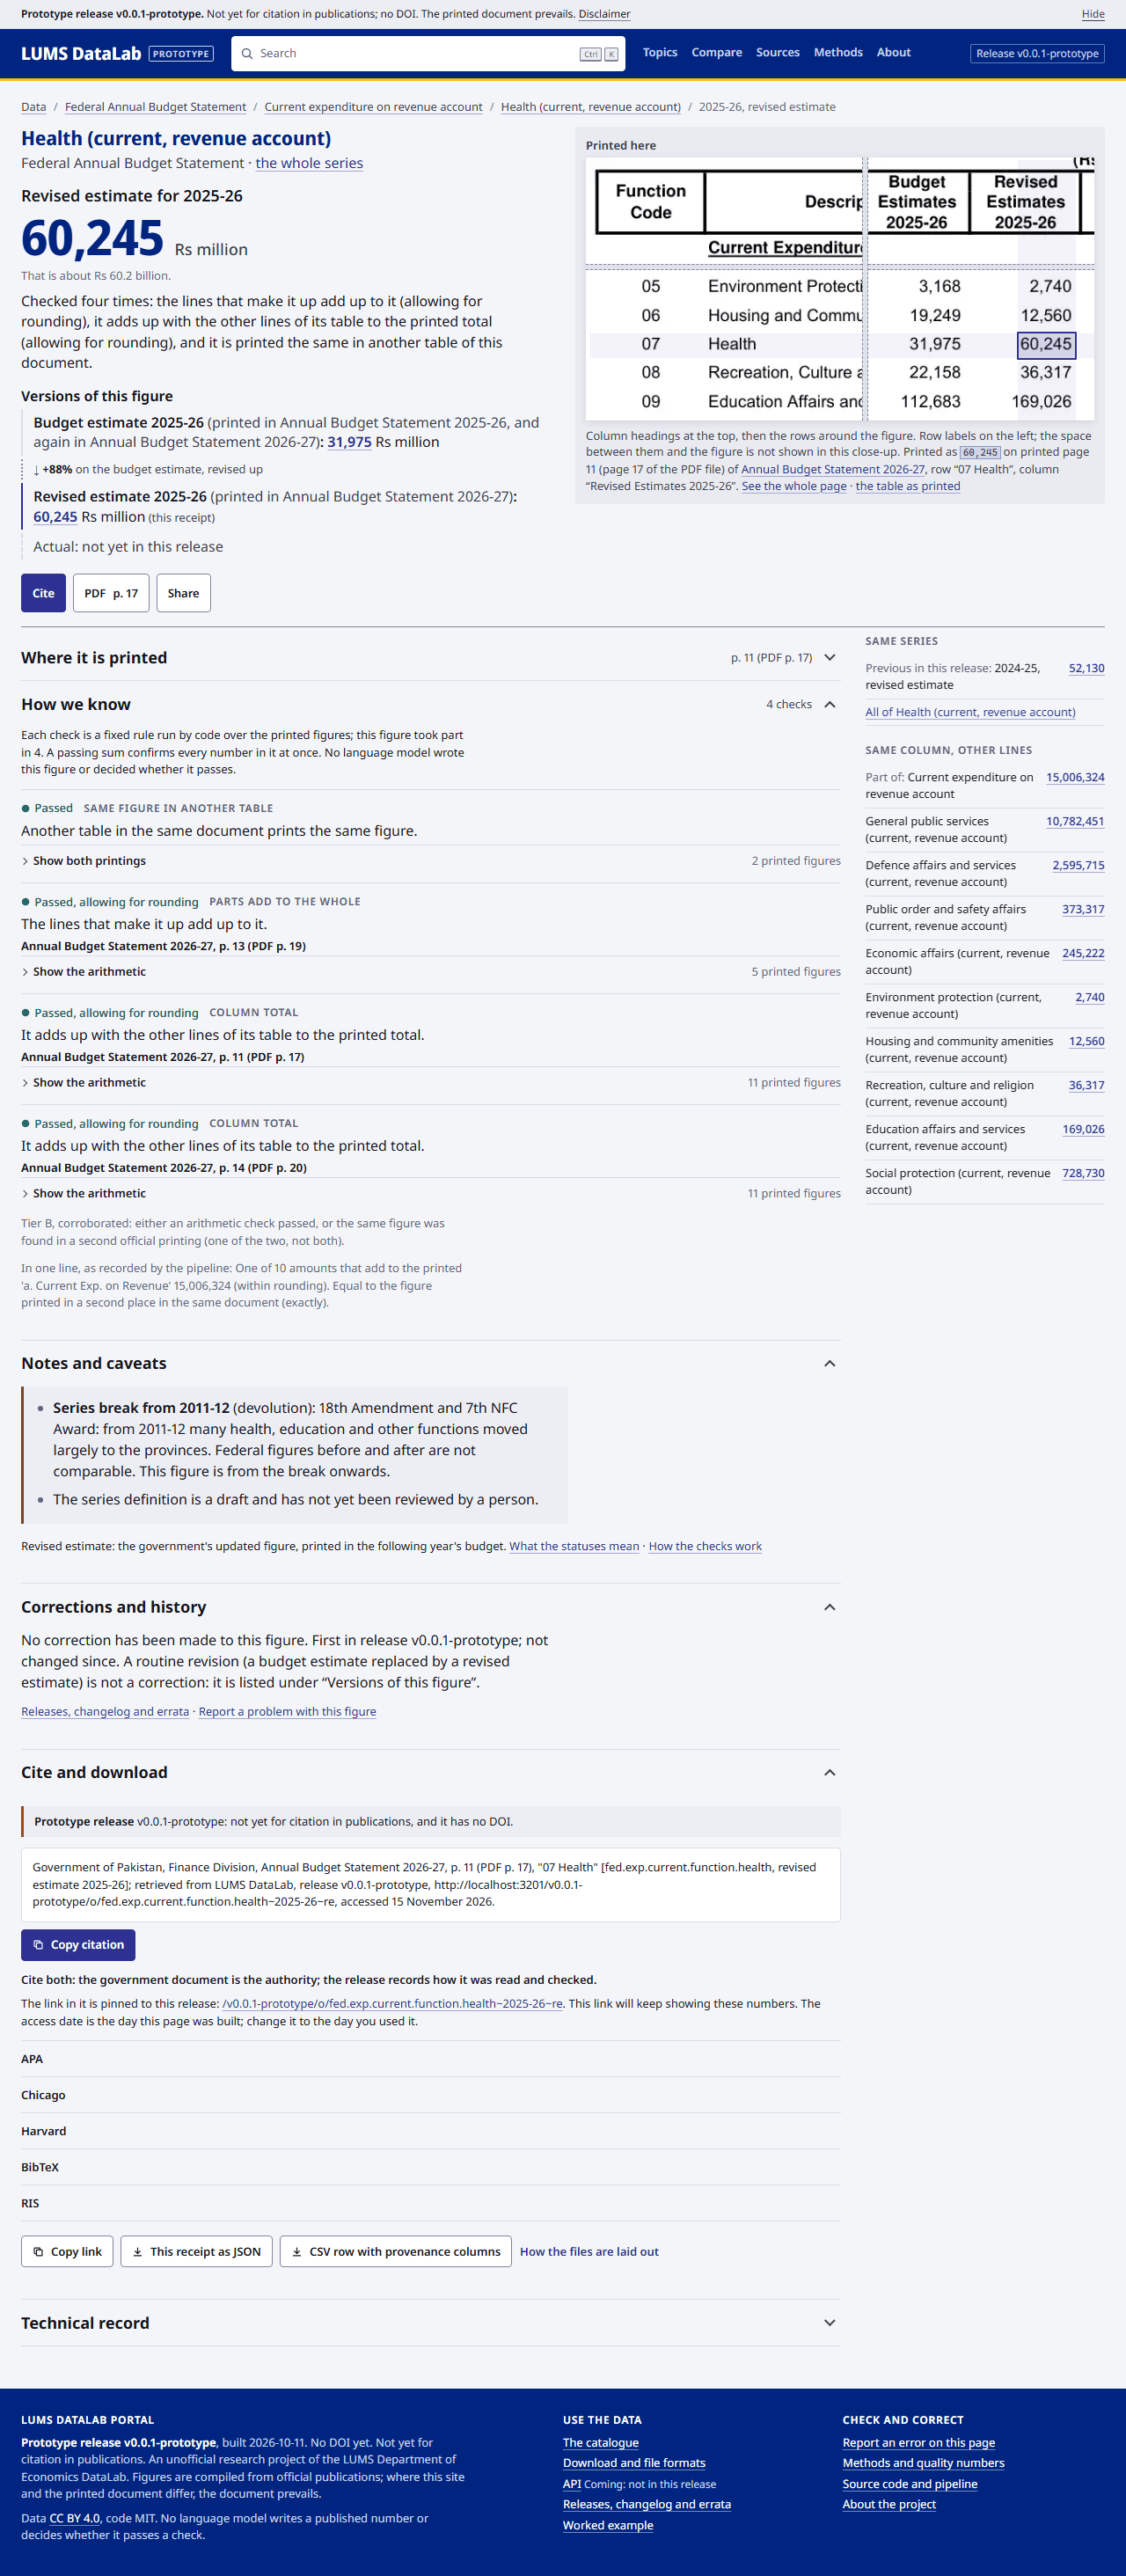 Prototype release v0.0.1-prototype. Not yet for citation in publications; no DOI. The printed document prevails. Disclaimer
Hide
LUMS DataLab PROTOTYPE
Search Ctrl K
Topics Compare Sources Methods About
Release v0.0.1-prototype
Data / Federal Annual Budget Statement / Current expenditure on revenue account / Health (current, revenue account) / 2025-26, revised estimate
Health (current, revenue account)
Federal Annual Budget Statement · the whole series
Revised estimate for 2025-26
60,245 Rs million
That is about Rs 60.2 billion.
Checked four times: the lines that make it up add up to it (allowing for
rounding), it adds up with the other lines of its table to the printed total
(allowing for rounding), and it is printed the same in another table of this
document.
Versions of this figure
Budget estimate 2025-26 (printed in Annual Budget Statement 2025-26, and
again in Annual Budget Statement 2026-27): 31,975 Rs million
↓ +88% on the budget estimate, revised up
Revised estimate 2025-26 (printed in Annual Budget Statement 2026-27):
60,245 Rs million (this receipt)
Actual: not yet in this release
Cite
PDF p. 17
Share
Printed here
Function
Code
Descrip
Budget
Estimates
2025-26
Revised
Estimates
2025-26
Current Expenditure
05 Environment Protecti 3,168 2,740
06 Housing and Commu 19,249 12,560
07 Health 31,975 60,245
08 Recreation, Culture a 22,158 36,317
09 Education Affairs and 112,683 169,026
Column headings at the top, then the rows around the figure. Row labels on the left; the space
between them and the figure is not shown in this close-up. Printed as 60,245 on printed page
11 (page 17 of the PDF file) of Annual Budget Statement 2026-27, row “07 Health”, column
“Revised Estimates 2025-26”. See the whole page · the table as printed
Where it is printed
p. 11 (PDF p. 17)
How we know
4 checks
Each check is a fixed rule run by code over the printed figures; this figure took part
in 4. A passing sum confirms every number in it at once. No language model wrote
this figure or decided whether it passes.
Passed SAME FIGURE IN ANOTHER TABLE
Another table in the same document prints the same figure.
Show both printings
2 printed figures
Passed, allowing for rounding PARTS ADD TO THE WHOLE
The lines that make it up add up to it.
Annual Budget Statement 2026-27, p. 13 (PDF p. 19)
Show the arithmetic
5 printed figures
Passed, allowing for rounding COLUMN TOTAL
It adds up with the other lines of its table to the printed total.
Annual Budget Statement 2026-27, p. 11 (PDF p. 17)
Show the arithmetic
11 printed figures
Passed, allowing for rounding COLUMN TOTAL
It adds up with the other lines of its table to the printed total.
Annual Budget Statement 2026-27, p. 14 (PDF p. 20)
Show the arithmetic
11 printed figures
Tier B, corroborated: either an arithmetic check passed, or the same figure was
found in a second official printing (one of the two, not both).
In one line, as recorded by the pipeline: One of 10 amounts that add to the printed
'a. Current Exp. on Revenue' 15,006,324 (within rounding). Equal to the figure
printed in a second place in the same document (exactly).
SAME SERIES
Previous in this release: 2024-25,
revised estimate
52,130
All of Health (current, revenue account)
SAME COLUMN, OTHER LINES
Part of: Current expenditure on
revenue account
15,006,324
General public services
(current, revenue account)
10,782,451
Defence affairs and services
(current, revenue account)
2,595,715
Public order and safety affairs
(current, revenue account)
373,317
Economic affairs (current, revenue
account)
245,222
Environment protection (current,
revenue account)
2,740
Housing and community amenities
(current, revenue account)
12,560
Recreation, culture and religion
(current, revenue account)
36,317
Education affairs and services
(current, revenue account)
169,026
Social protection (current, revenue
account)
728,730
Notes and caveats
Series break from 2011-12 (devolution): 18th Amendment and 7th NFC
Award: from 2011-12 many health, education and other functions moved
largely to the provinces. Federal figures before and after are not
comparable. This figure is from the break onwards.
The series definition is a draft and has not yet been reviewed by a person.
Revised estimate: the government's updated figure, printed in the following year's budget. What the statuses mean · How the checks work
Corrections and history
No correction has been made to this figure. First in release v0.0.1-prototype; not
changed since. A routine revision (a budget estimate replaced by a revised
estimate) is not a correction: it is listed under “Versions of this figure”.
Releases, changelog and errata · Report a problem with this figure
Cite and download
Prototype release v0.0.1-prototype: not yet for citation in publications, and it has no DOI.
Government of Pakistan, Finance Division, Annual Budget Statement 2026-27, p. 11 (PDF p. 17), "07 Health" [fed.exp.current.function.health, revised
estimate 2025-26]; retrieved from LUMS DataLab, release v0.0.1-prototype, http://localhost:3201/v0.0.1-
prototype/o/fed.exp.current.function.health~2025-26~re, accessed 15 November 2026.
Copy citation
Cite both: the government document is the authority; the release records how it was read and checked.
The link in it is pinned to this release: /v0.0.1-prototype/o/fed.exp.current.function.health~2025-26~re. This link will keep showing these numbers. The
access date is the day this page was built; change it to the day you used it.
APA
Chicago
Harvard
BibTeX
RIS
Copy link
This receipt as JSON
CSV row with provenance columns
How the files are laid out
Technical record
LUMS DATALAB PORTAL
Prototype release v0.0.1-prototype, built 2026-10-11. No DOI yet. Not yet for
citation in publications. An unofficial research project of the LUMS Department of
Economics DataLab. Figures are compiled from official publications; where this site
and the printed document differ, the document prevails.
Data CC BY 4.0, code MIT. No language model writes a published number or
decides whether it passes a check.
USE THE DATA
The catalogue
Download and file formats
API Coming: not in this release
Releases, changelog and errata
Worked example
CHECK AND CORRECT
Report an error on this page
Methods and quality numbers
Source code and pipeline
About the project